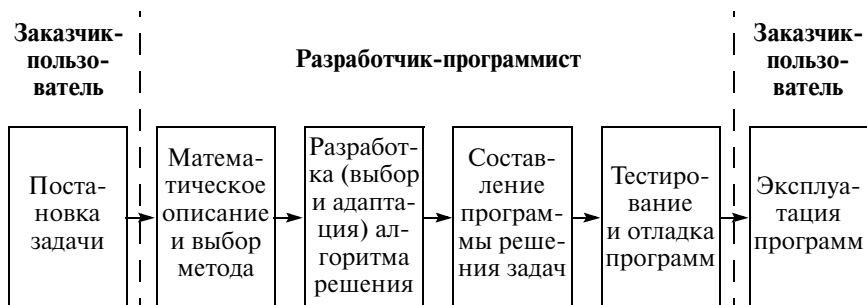 Заказчик-
пользо-
ватель
Разработчик-программист
Заказчик-
пользо-
ватель
Поста-
новка
задачи
Матема-
тическое
описание
и выбор
метода
Разработ-
ка (выбор
и адапта-
ция) ал-
горитма
решения
Состав-
ление
програм-
мы реше-
ния задач
Тестиро-
вание
и отладка
программ
Эксплуа-
тация
программ